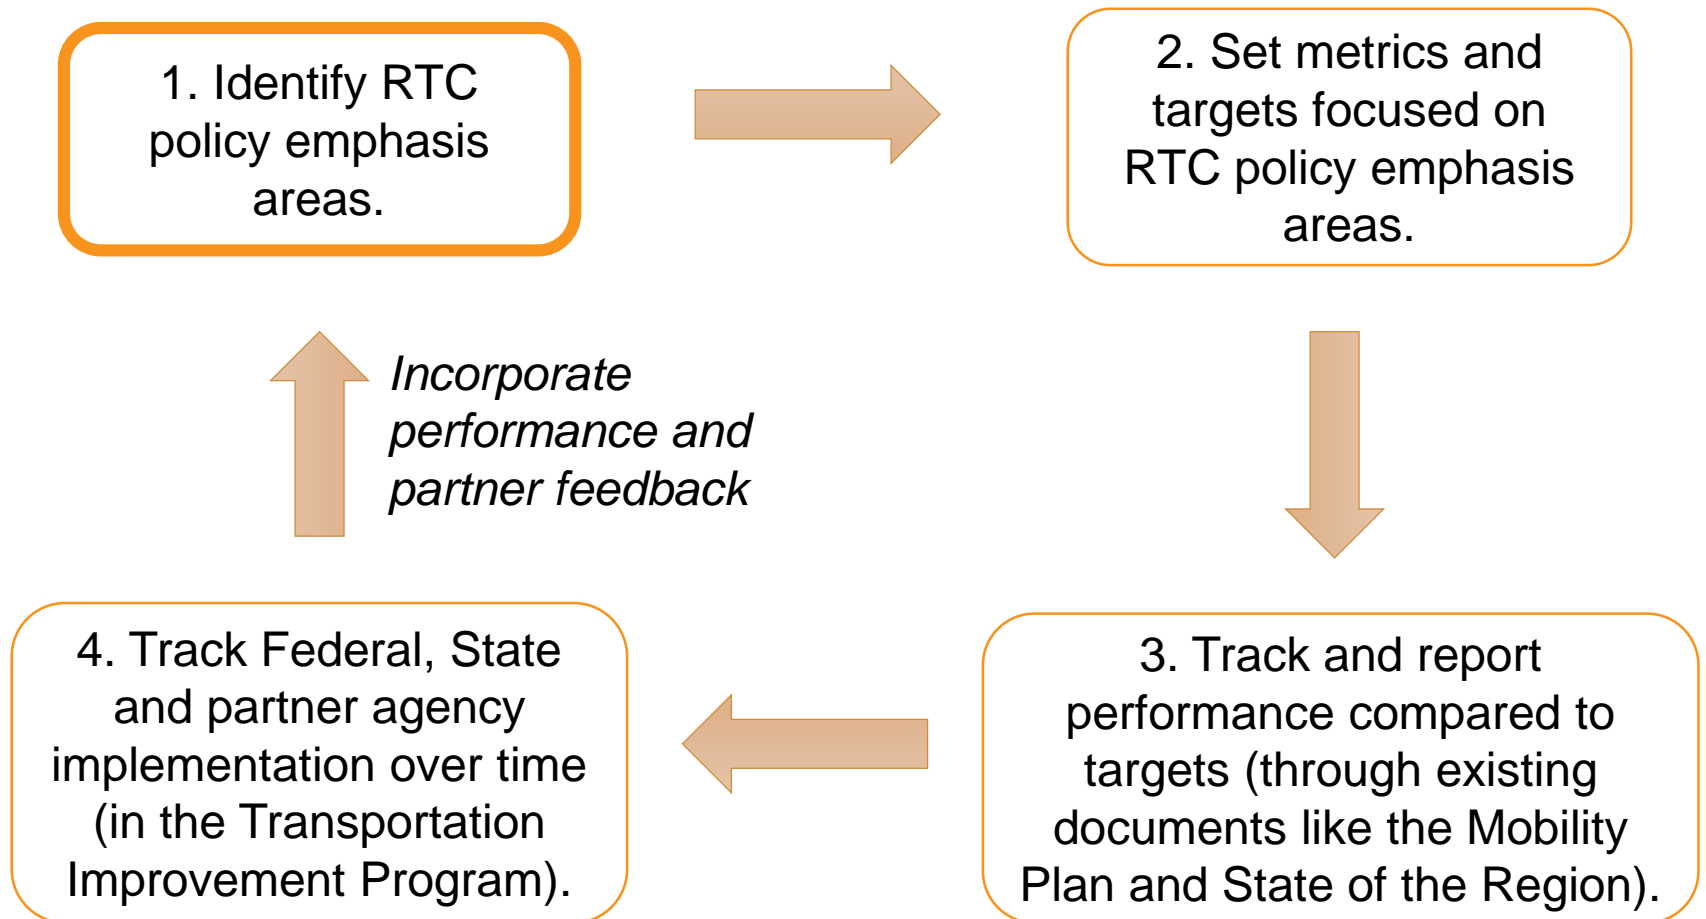 1. Identify RTC
policy emphasis
areas.
2. Set metrics and
targets focused on
RTC policy emphasis
areas.
Incorporate
performance and
partner feedback
3. Track and report
performance compared to
targets (through existing
documents like the Mobility
Plan and State of the Region).
4. Track Federal, State
and partner agency
implementation over time
(in the Transportation
Improvement Program).